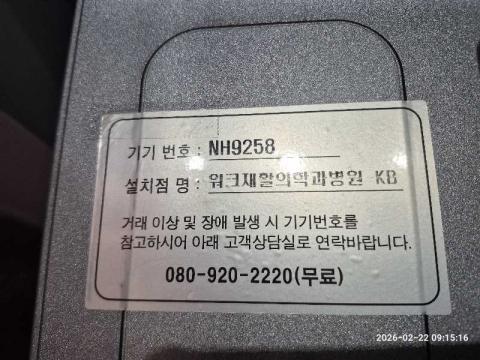 기기 번호 : NH9258
설치점 명 : 워크재활의학과병원 KB
거래 이상 및 장애 발생 시 기기번호를
참고하시어 아래 고객상담실로 연락바랍니다.
080-920-2220(무료)
2026-02-22 09:15:16